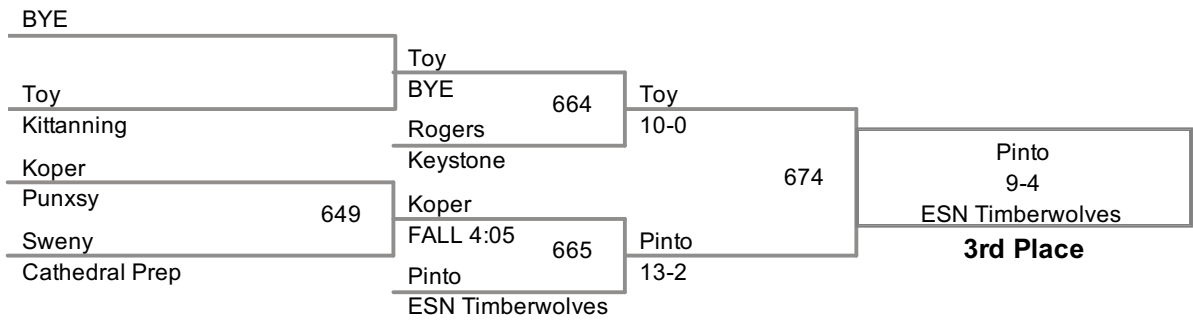 BYE
Toy
Kittanning
Koper
Punxsy
649
Sweny
Cathedral Prep
Toy
BYE
664
Rogers
Keystone
Koper
FALL 4:05
665
Pinto
ESN Timberwolves
Toy
10-0
674
Pinto
13-2
Pinto
9-4
ESN Timberwolves
3rd Place